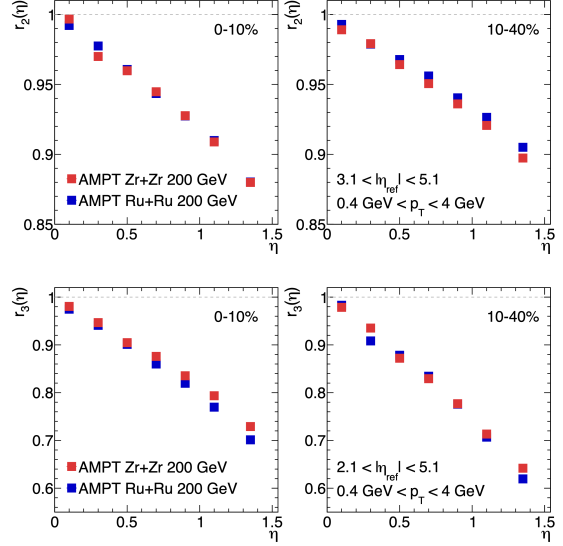 r₂(η)
1
0.95
0.9
0.85
0-10%
AMPT Zr+Zr 200 GeV
AMPT Ru+Ru 200 GeV
0 0.5 1 1.5
η
r₂(η)
1
0.95
0.9
0.85
10-40%
3.1 < |η_ref| < 5.1
0.4 GeV < p_T < 4 GeV
0 0.5 1 1.5
η
r₃(η)
1
0.9
0.8
0.7
0.6
0-10%
AMPT Zr+Zr 200 GeV
AMPT Ru+Ru 200 GeV
0 0.5 1 1.5
η
r₃(η)
1
0.9
0.8
0.7
0.6
10-40%
2.1 < |η_ref| < 5.1
0.4 GeV < p_T < 4 GeV
0 0.5 1 1.5
η